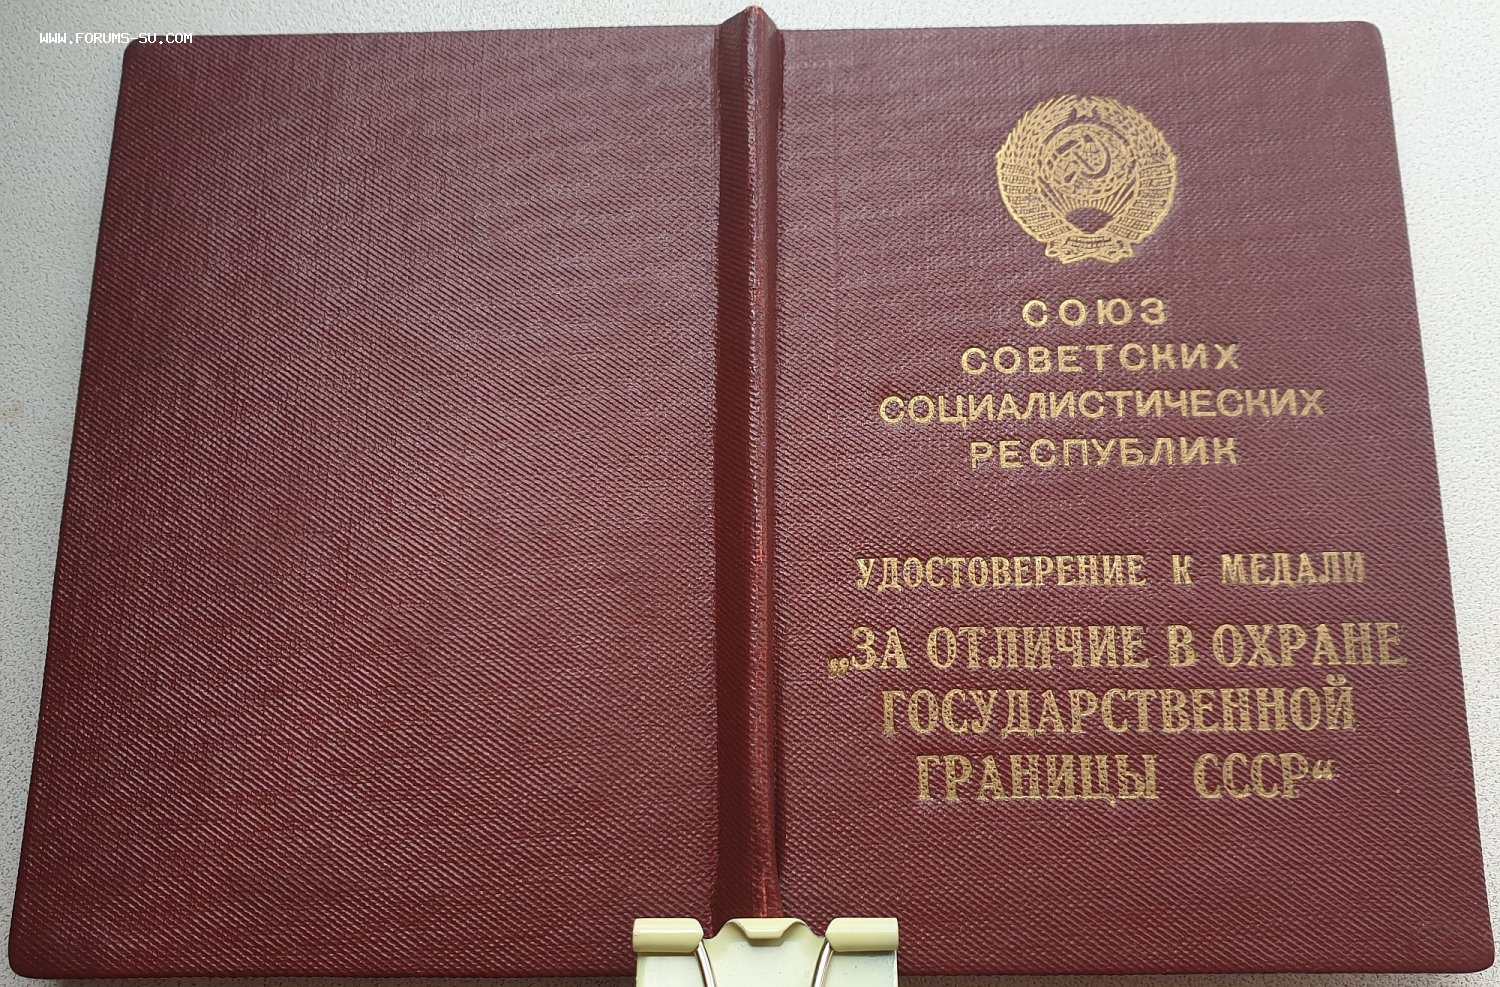 WWW.FORUMS-SU.COM
СОЮЗ
СОВЕТСКИХ
СОЦИАЛИСТИЧЕСКИХ
РЕСПУБЛИК
УДОСТОВЕРЕНИЕ К МЕДАЛИ
„ЗА ОТЛИЧИЕ В ОХРАНЕ
ГОСУДАРСТВЕННОЙ
ГРАНИЦЫ СССР“